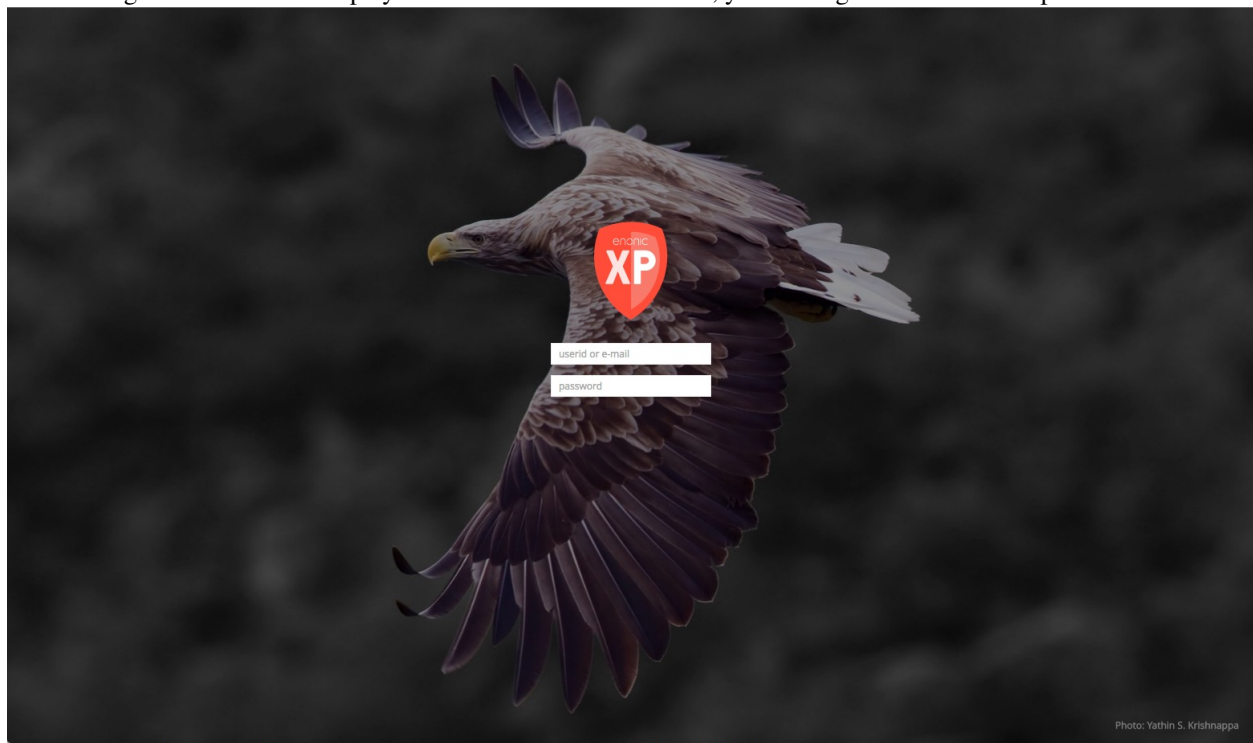 enonic
XP
userid or e-mail
password
Photo: Yathin S. Krishnappa